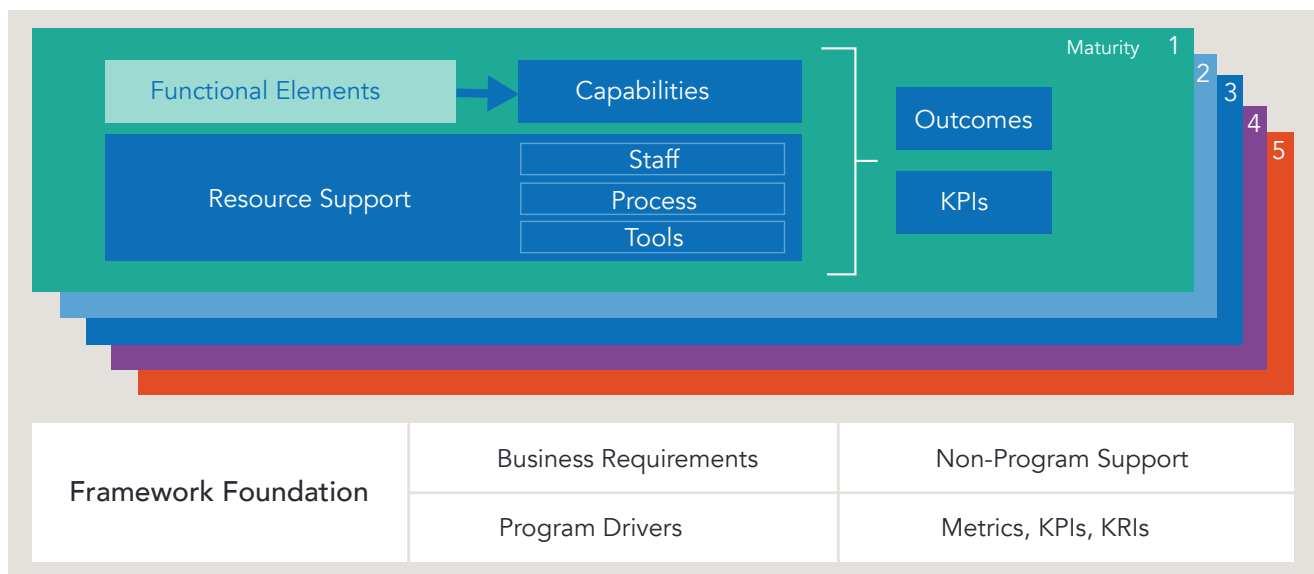 Maturity 1
2
3
4
5
Functional Elements
Capabilities
Resource Support
Staff
Process
Tools
Outcomes
KPIs
Framework Foundation
Business Requirements
Non-Program Support
Program Drivers
Metrics, KPIs, KRIs